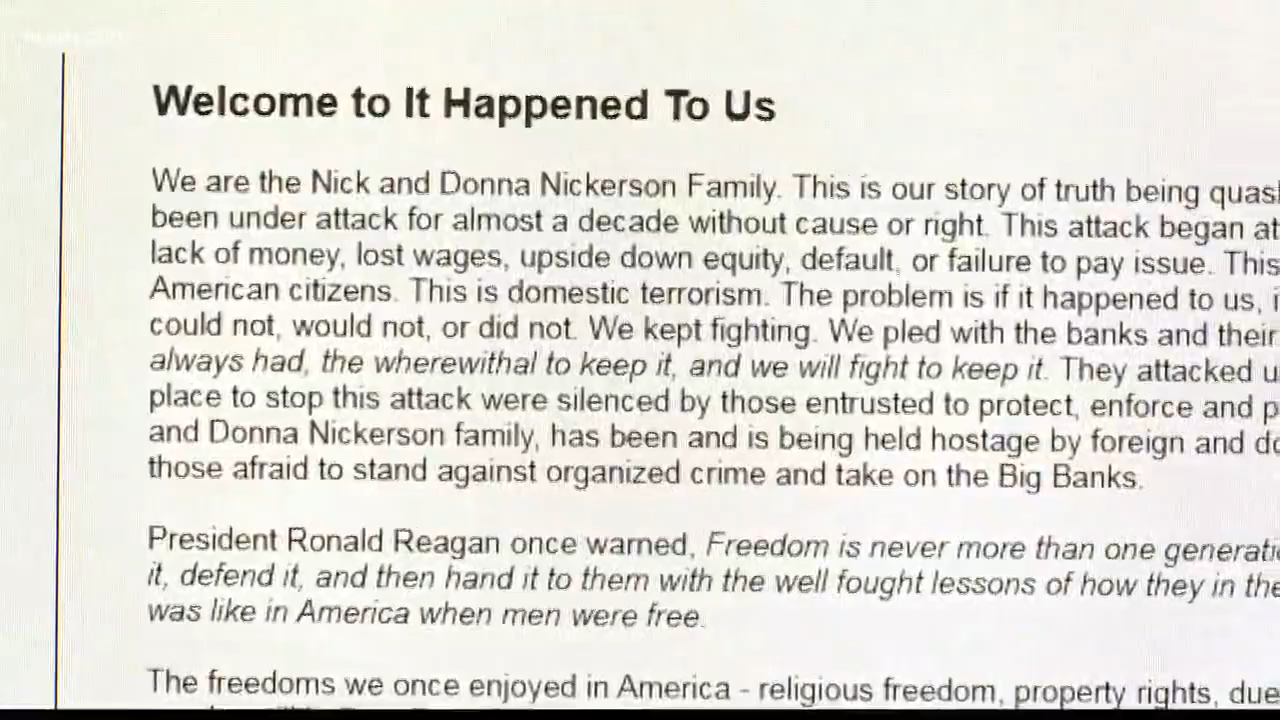 Welcome to It Happened To Us
We are the Nick and Donna Nickerson Family. This is our story of truth being
been under attack for almost a decade without cause or right. This attack began at
lack of money, lost wages, upside down equity, default, or failure to pay issue. This
American citizens. This is domestic terrorism. The problem is if it happened to us,
could not, would not, or did not. We kept fighting. We pled with the banks and their
always had, the wherewithal to keep it, and we will fight to keep it. They attacked
place to stop this attack were silenced by those entrusted to protect, enforce and
and Donna Nickerson family, has been and is being held hostage by foreign and
those afraid to stand against organized crime and take on the Big Banks.
President Ronald Reagan once warned, Freedom is never more than one
it, defend it, and then hand it to them with the well fought lessons of how they in
was like in America when men were free.
The freedoms we once enjoyed in America - religious freedom, property rights, due